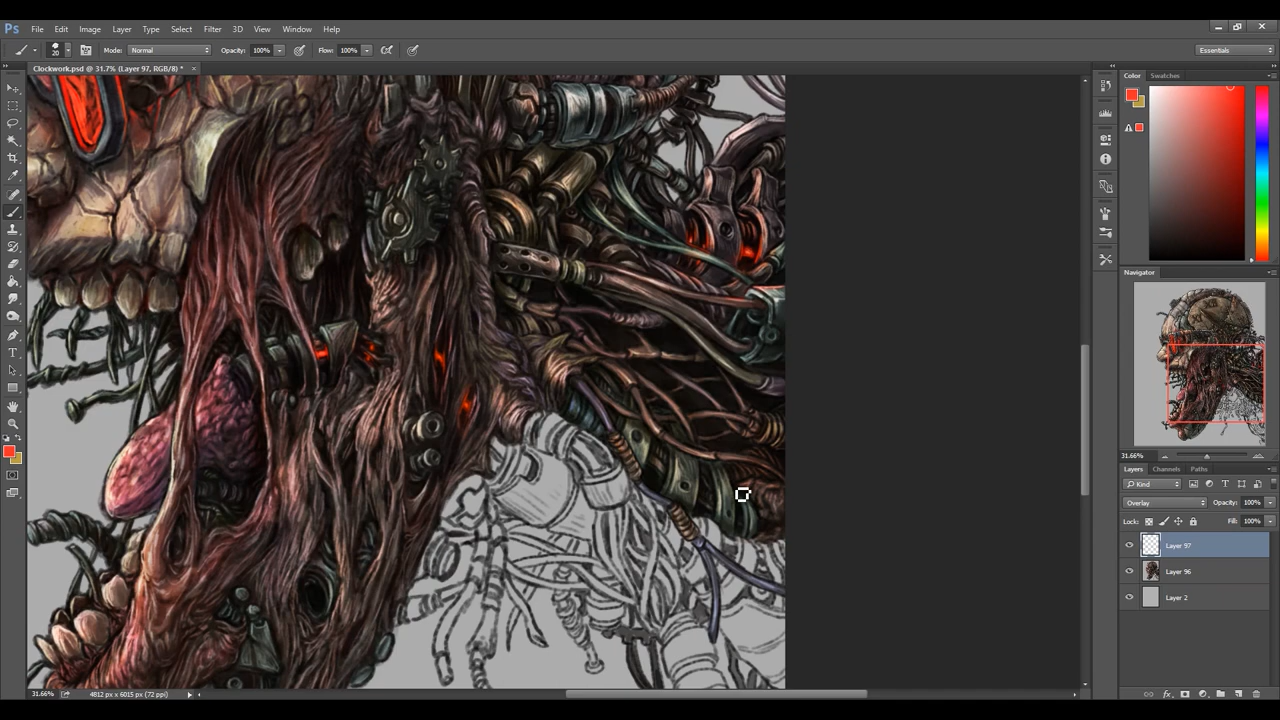 Ps File Edit Image Layer Type Select Filter 3D View Window Help
20 Mode: Normal Opacity: 100% Flow: 100% Essentials
Clockwork.psd @ 31.7% (Layer 97, RGB/8) * ×
Color Swatches
Navigator
31.66%
Layers Channels Paths
Kind
Overlay Opacity: 100%
Lock: Fill: 100%
Layer 97
Layer 96
Layer 2
31.66% 4812 px x 6015 px (72 ppi)